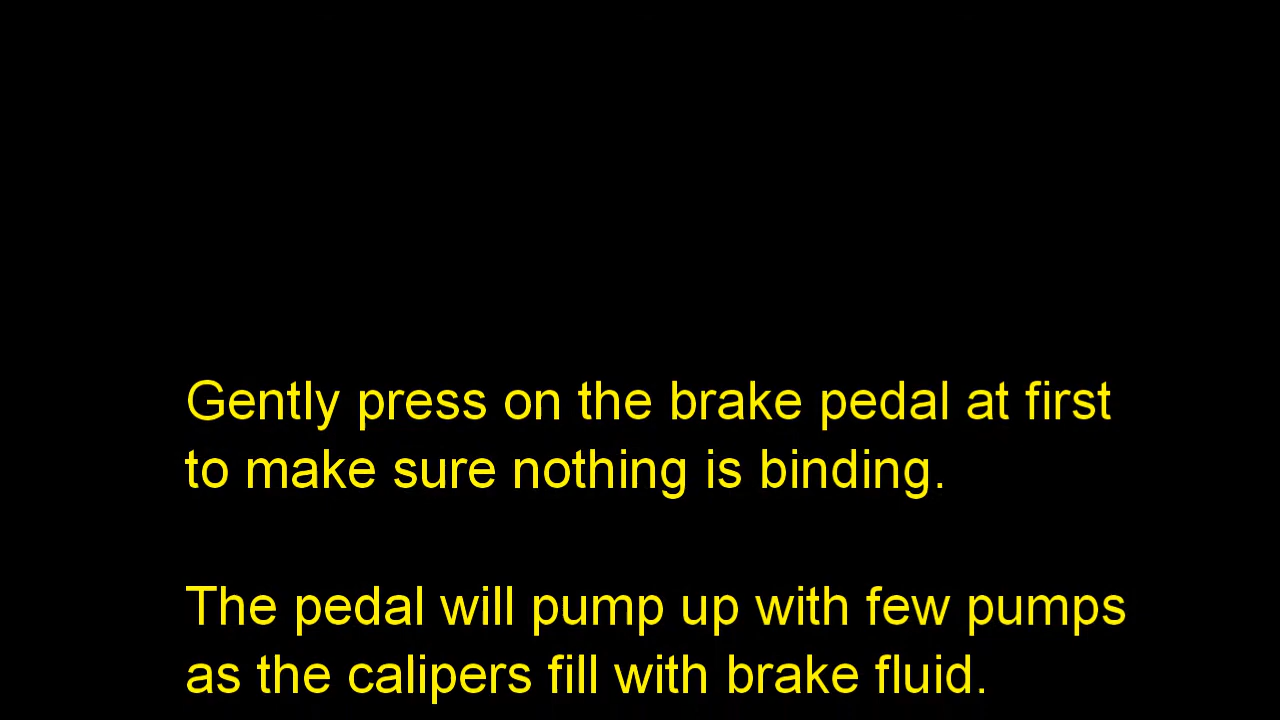 Gently press on the brake pedal at first
to make sure nothing is binding.
The pedal will pump up with few pumps
as the calipers fill with brake fluid.